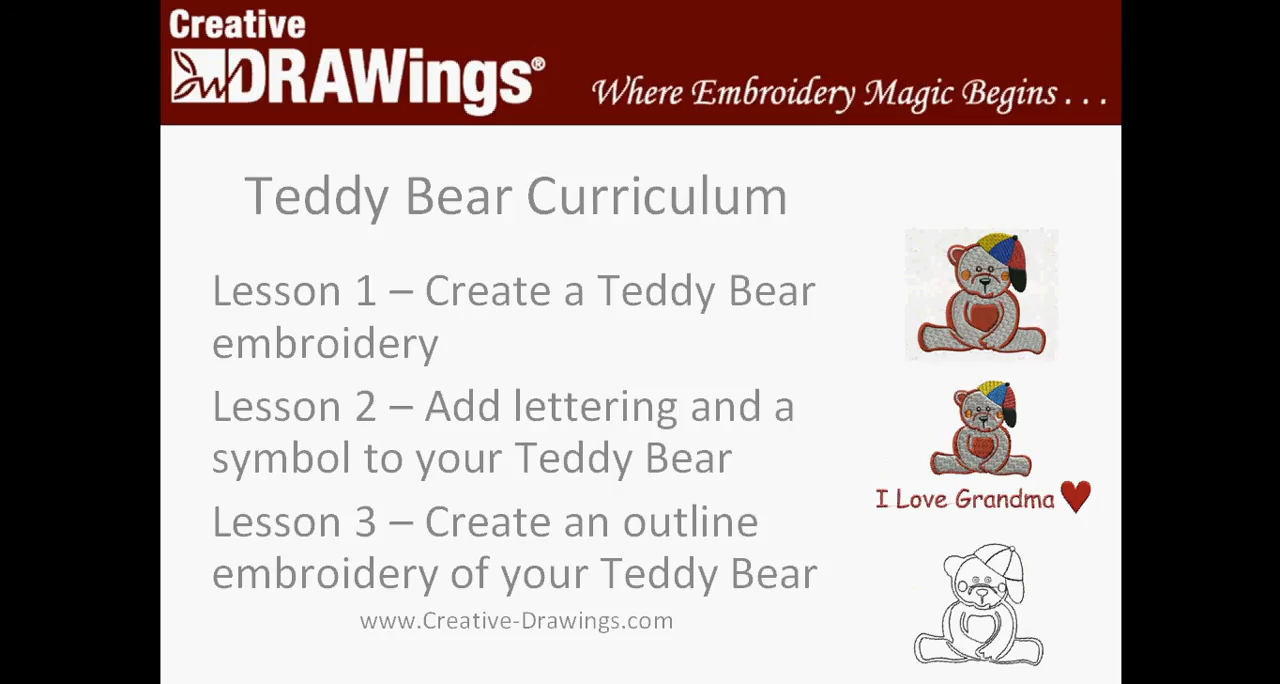 Creative
DRAWings®
Where Embroidery Magic Begins . . .
Teddy Bear Curriculum
Lesson 1 – Create a Teddy Bear
embroidery
Lesson 2 – Add lettering and a
symbol to your Teddy Bear
I Love Grandma
Lesson 3 – Create an outline
embroidery of your Teddy Bear
www.Creative-Drawings.com